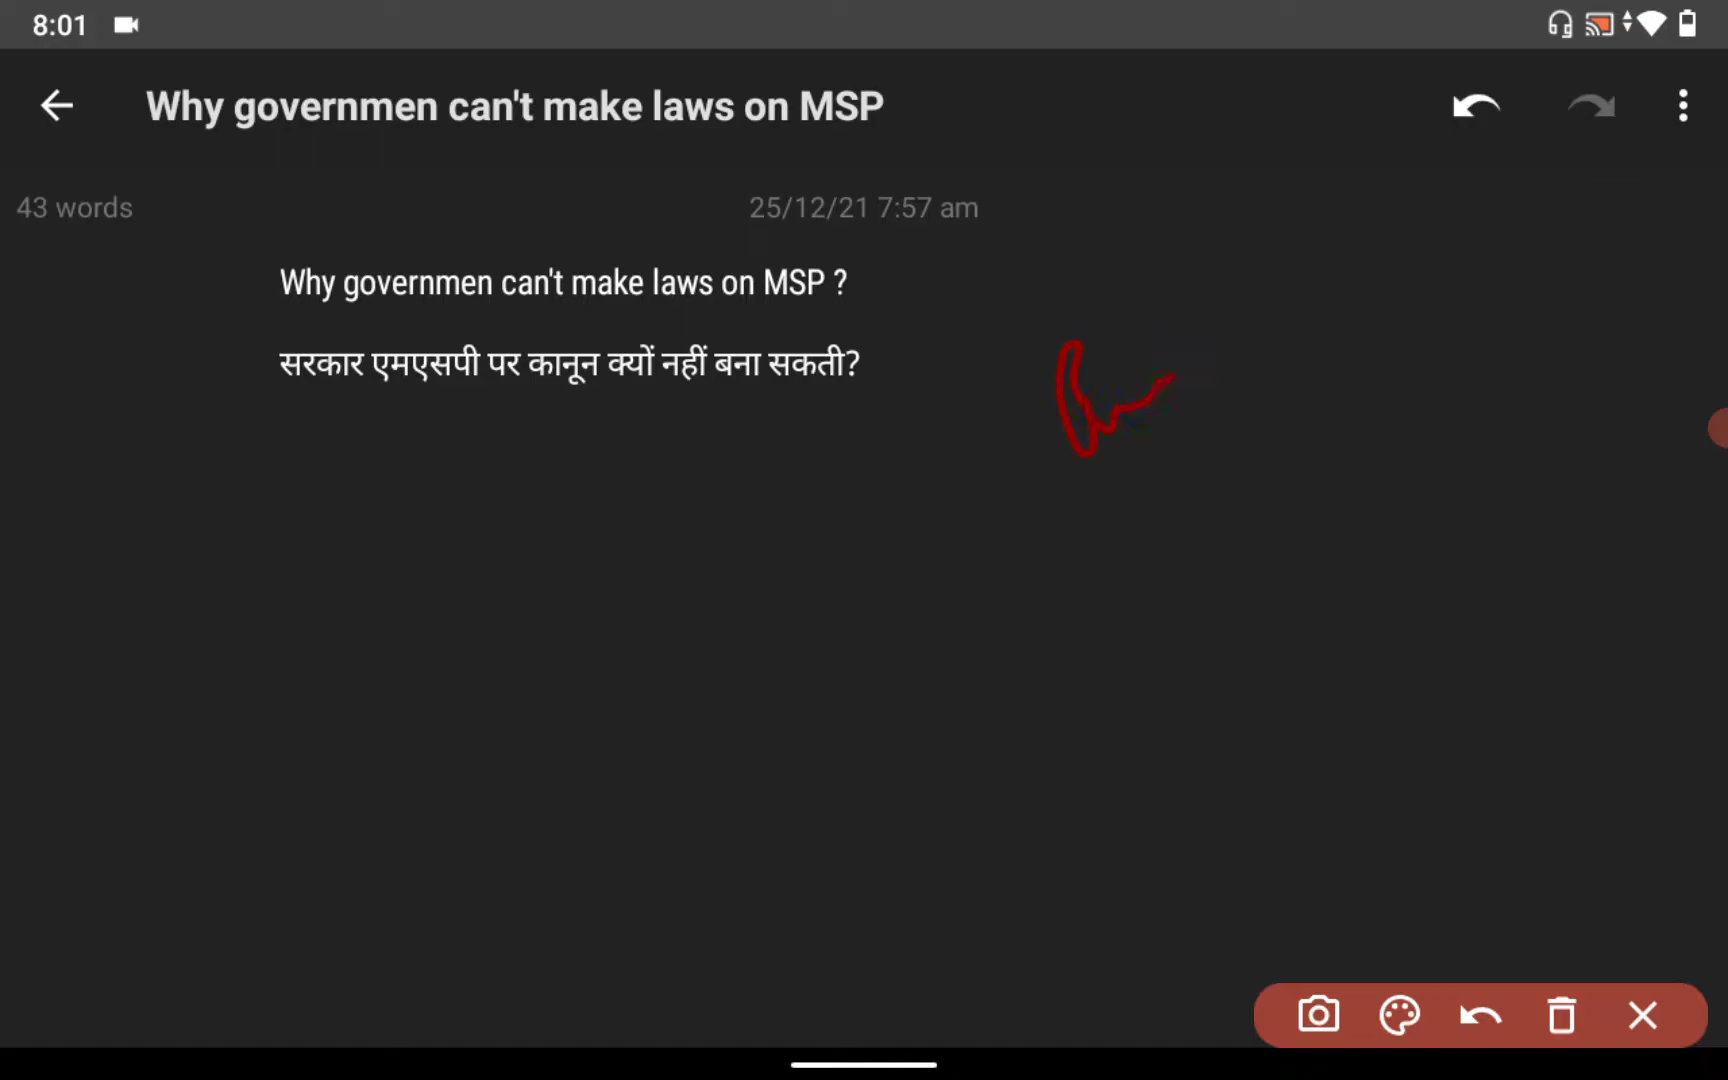 8:01
Why governmen can't make laws on MSP
43 words
25/12/21 7:57 am
Why governmen can't make laws on MSP ?
सरकार एमएसपी पर कानून क्यों नहीं बना सकती?